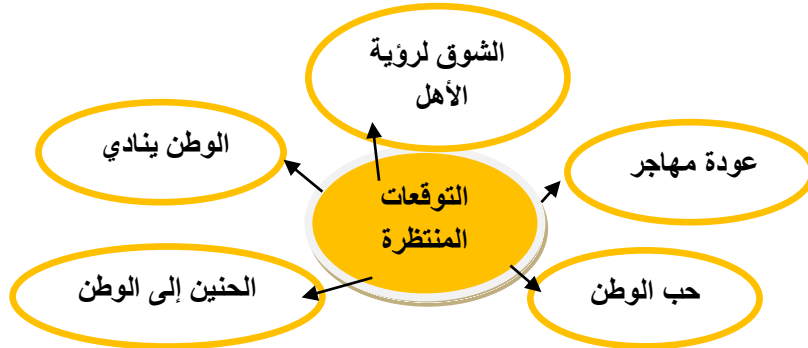 الشوق لرؤية
الأهل
عودة مهاجر
الوطن ينادي
التوقعات
المنتظرة
حب الوطن
الحنين إلى الوطن